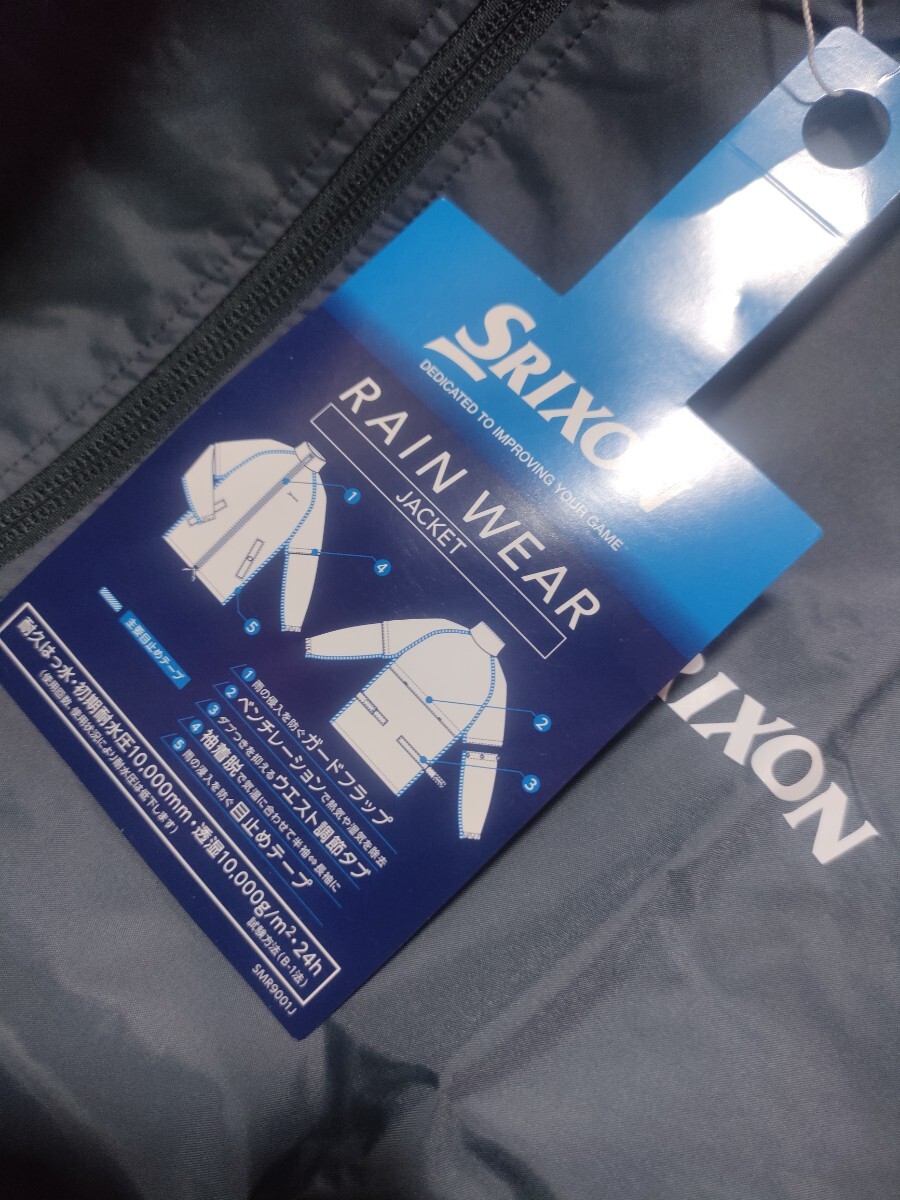 SRIXON
DEDICATED TO IMPROVING YOUR GAME
RAIN WEAR
JACKET
1
4
5
2
3
主要目止めテープ
1 雨の侵入を防ぐガードフラップ
2 ベンチレーションで熱気や湿気を除去
3 ダブつきを抑えるウエスト調節タブ
4 袖着脱で気温に合わせて半袖⇔長袖に
5 雨の浸入を防ぐ目止めテープ
耐久はっ水・初期耐水圧10,000mm・透湿10,000g/m²・24h
(使用回数、使用状況により耐水圧は低下します) 試験方法(B-1法)
SMR9001J
RIXON